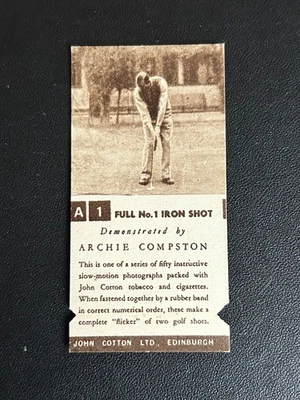 A 1 FULL No.1 IRON SHOT
Demonstrated by
ARCHIE COMPSTON
This is one of a series of fifty instructive
slow-motion photographs packed with
John Cotton tobacco and cigarettes.
When fastened together by a rubber band
in correct numerical order, these make a
complete "flicker" of two golf shots.
JOHN COTTON LTD., EDINBURGH